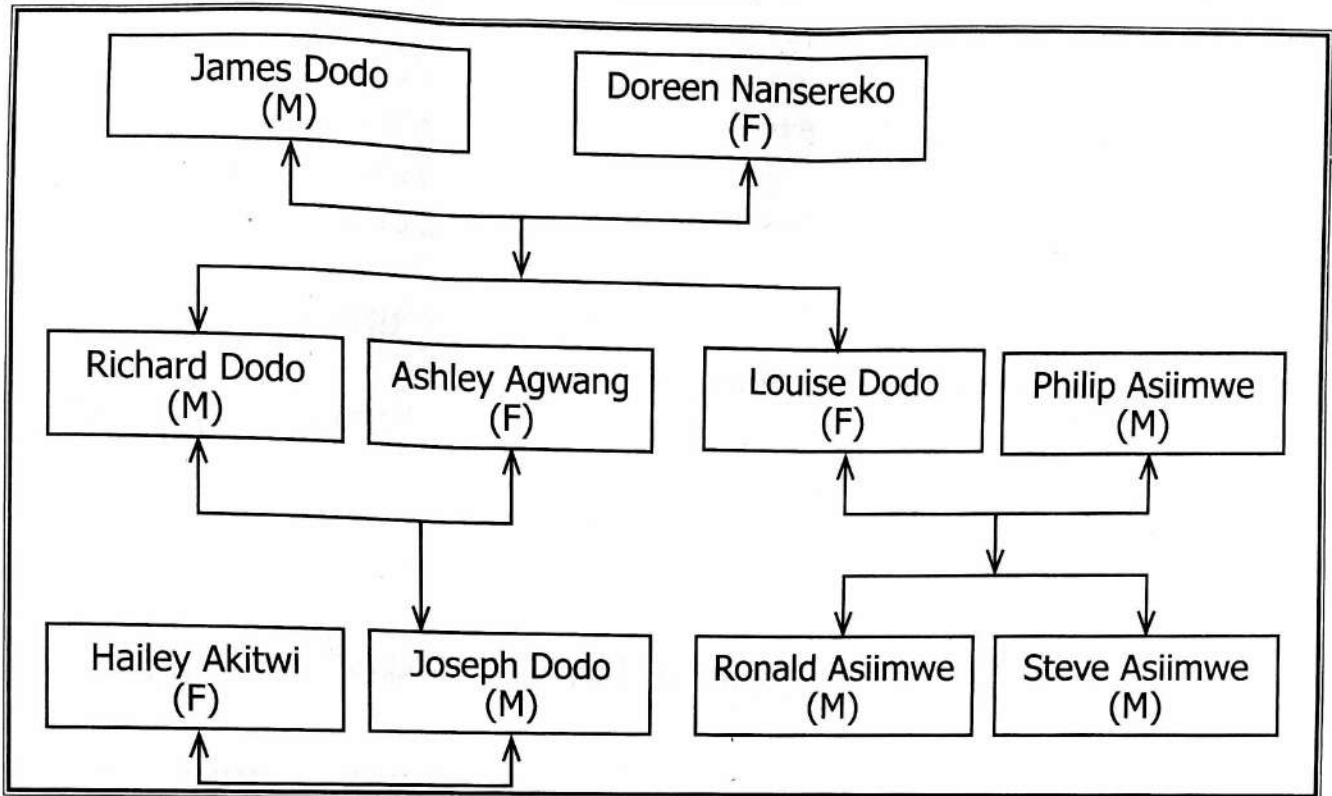 James Dodo
(M)
Doreen Nansereko
(F)
Richard Dodo
(M)
Ashley Agwang
(F)
Louise Dodo
(F)
Philip Asiimwe
(M)
Hailey Akitwi
(F)
Joseph Dodo
(M)
Ronald Asiimwe
(M)
Steve Asiimwe
(M)